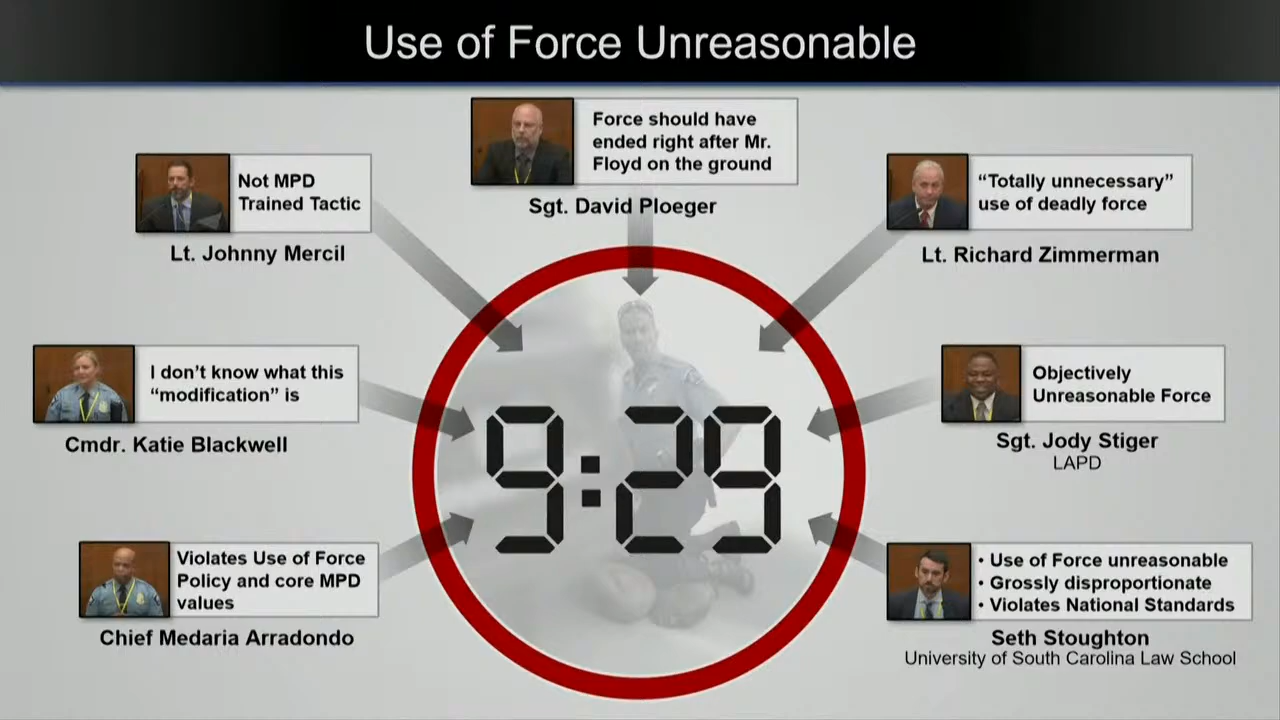 Use of Force Unreasonable
Force should have
ended right after Mr.
Floyd on the ground
Sgt. David Ploeger
Not MPD
Trained Tactic
Lt. Johnny Mercil
“Totally unnecessary”
use of deadly force
Lt. Richard Zimmerman
I don’t know what this
“modification” is
Cmdr. Katie Blackwell
Objectively
Unreasonable Force
Sgt. Jody Stiger
LAPD
9:29
Violates Use of Force
Policy and core MPD
values
Chief Medaria Arradondo
• Use of Force unreasonable
• Grossly disproportionate
• Violates National Standards
Seth Stoughton
University of South Carolina Law School